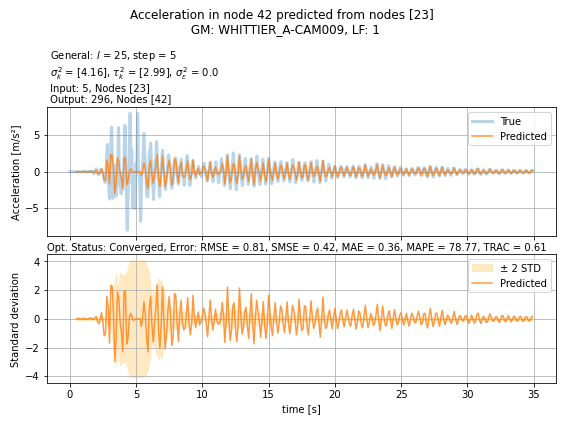 Acceleration in node 42 predicted from nodes [23]
GM: WHITTIER_A-CAM009, LF: 1
General: l = 25, step = 5
σ²ₖ = [4.16], τ²ₖ = [2.99], σ²ε = 0.0
Input: 5, Nodes [23]
Output: 296, Nodes [42]
Acceleration [m/s²]
5
0
−5
True
Predicted
Opt. Status: Converged, Error: RMSE = 0.81, SMSE = 0.42, MAE = 0.36, MAPE = 78.77, TRAC = 0.61
Standard deviation
4
2
0
−2
−4
± 2 STD
Predicted
0 5 10 15 20 25 30 35
time [s]